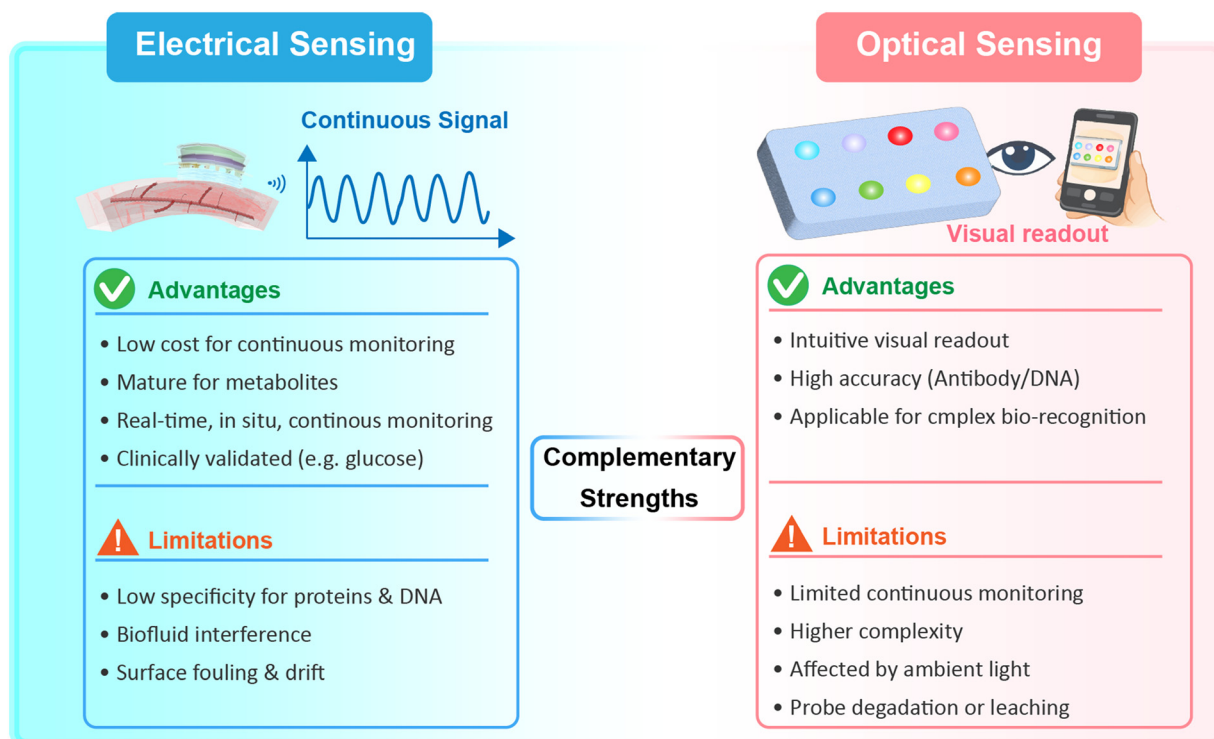 Electrical Sensing
Continuous Signal
Advantages
• Low cost for continuous monitoring
• Mature for metabolites
• Real-time, in situ, continous monitoring
• Clinically validated (e.g. glucose)
Limitations
• Low specificity for proteins & DNA
• Biofluid interference
• Surface fouling & drift
Complementary
Strengths
Optical Sensing
Visual readout
Advantages
• Intuitive visual readout
• High accuracy (Antibody/DNA)
• Applicable for cmplex bio-recognition
Limitations
• Limited continuous monitoring
• Higher complexity
• Affected by ambient light
• Probe degradation or leaching